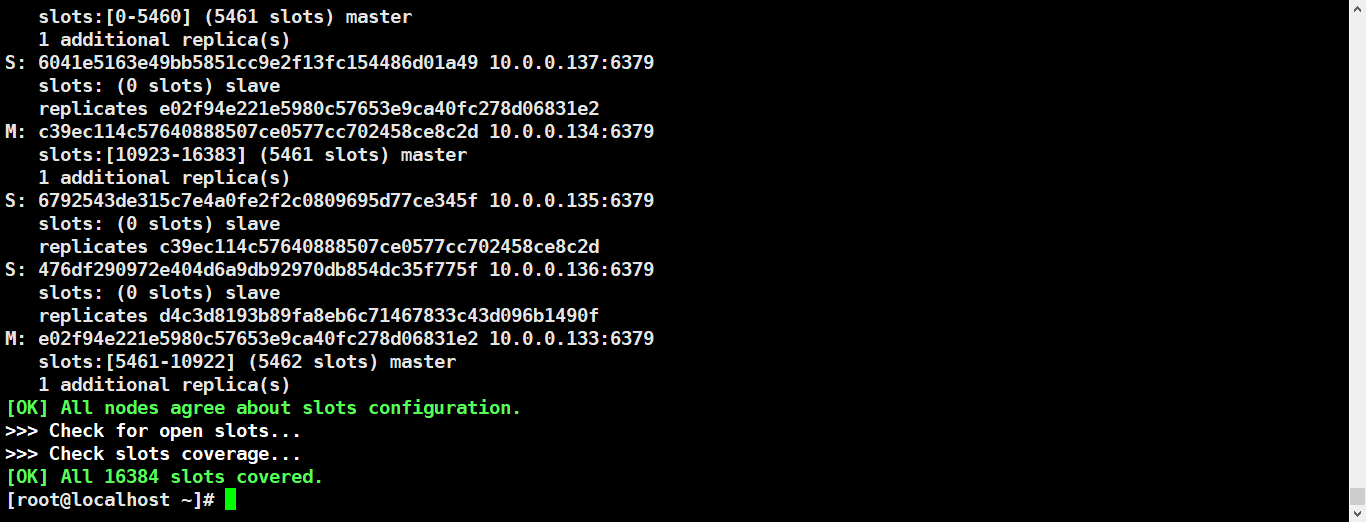 slots:[0-5460] (5461 slots) master
1 additional replica(s)
S: 6041e5163e49bb5851cc9e2f13fc154486d01a49 10.0.0.137:6379
slots: (0 slots) slave
replicates e02f94e221e5980c57653e9ca40fc278d06831e2
M: c39ec114c57640888507ce0577cc702458ce8c2d 10.0.0.134:6379
slots:[10923-16383] (5461 slots) master
1 additional replica(s)
S: 6792543de315c7e4a0fe2f2c0809695d77ce345f 10.0.0.135:6379
slots: (0 slots) slave
replicates c39ec114c57640888507ce0577cc702458ce8c2d
S: 476df290972e404d6a9db92970db854dc35f775f 10.0.0.136:6379
slots: (0 slots) slave
replicates d4c3d8193b89fa8eb6c71467833c43d096b1490f
M: e02f94e221e5980c57653e9ca40fc278d06831e2 10.0.0.133:6379
slots:[5461-10922] (5462 slots) master
1 additional replica(s)
[OK] All nodes agree about slots configuration.
>>> Check for open slots...
>>> Check slots coverage...
[OK] All 16384 slots covered.
[root@localhost ~]#